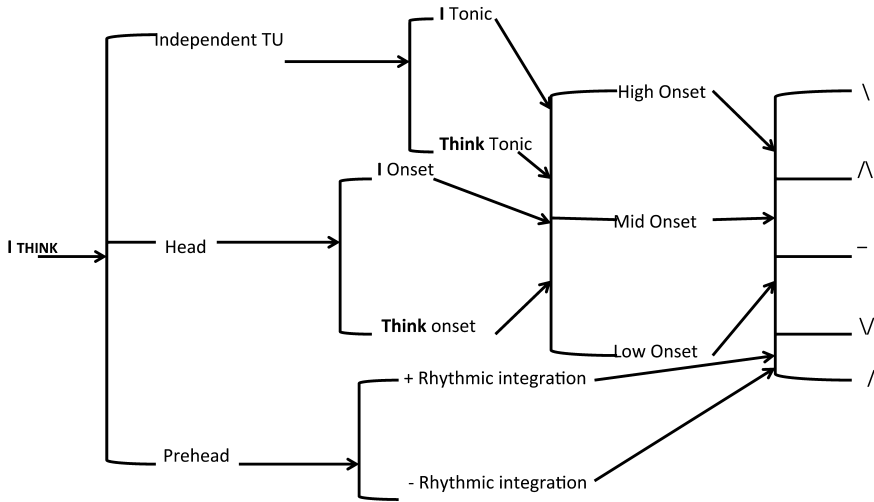 I THINK
Independent TU
Head
Prehead
I Tonic
Think Tonic
I Onset
Think onset
+ Rhythmic integration
- Rhythmic integration
High Onset
Mid Onset
Low Onset
\
/\
–
\/
/